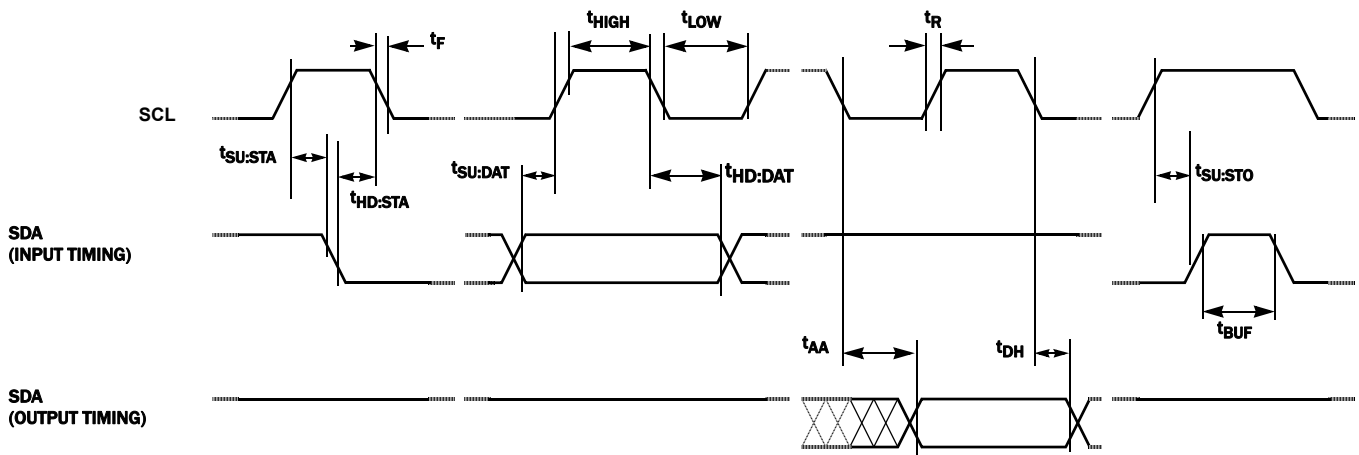 tF
tHIGH
tLOW
tR
SCL
tSU:STA
tHD:STA
tSU:DAT
tHD:DAT
tSU:STO
SDA
(INPUT TIMING)
tBUF
tAA
tDH
SDA
(OUTPUT TIMING)